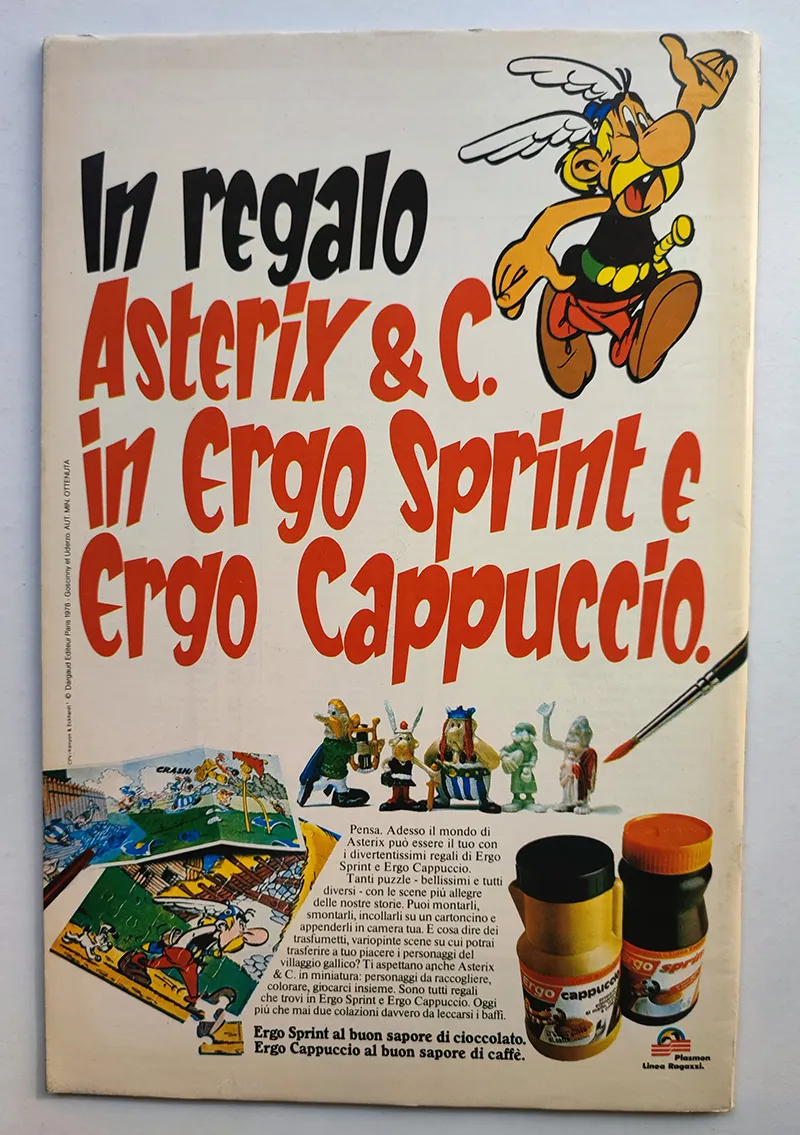 In regalo
Asterix & C.
in Ergo Sprint e
Ergo Cappuccio.
© Dargaud Editeur Paris 1978 - Goscinny et Uderzo: AUT. MIN. OTTENUTA
CRASH!
Pensa. Adesso il mondo di
Asterix può essere il tuo con
i divertentissimi regali di Ergo
Sprint e Ergo Cappuccio.
Tanti puzzle - bellissimi e tutti
diversi - con le scene più allegre
delle nostre storie. Puoi montarli,
smontarli, incollarli su un cartoncino e
appenderli in camera tua. E cosa dire dei
trasfumetti, variopinte scene su cui potrai
trasferire a tuo piacere i personaggi del
villaggio gallico? Ti aspettano anche Asterix
& C. in miniatura: personaggi da raccogliere,
colorare, giocarci insieme. Sono tutti regali
che trovi in Ergo Sprint e Ergo Cappuccio. Oggi
più che mai due colazioni davvero da leccarsi i baffi.
Ergo Sprint al buon sapore di cioccolato.
Ergo Cappuccio al buon sapore di caffè.
Ergo cappuccio
Ergo sprint
Plasmon
Linea Ragazzi.